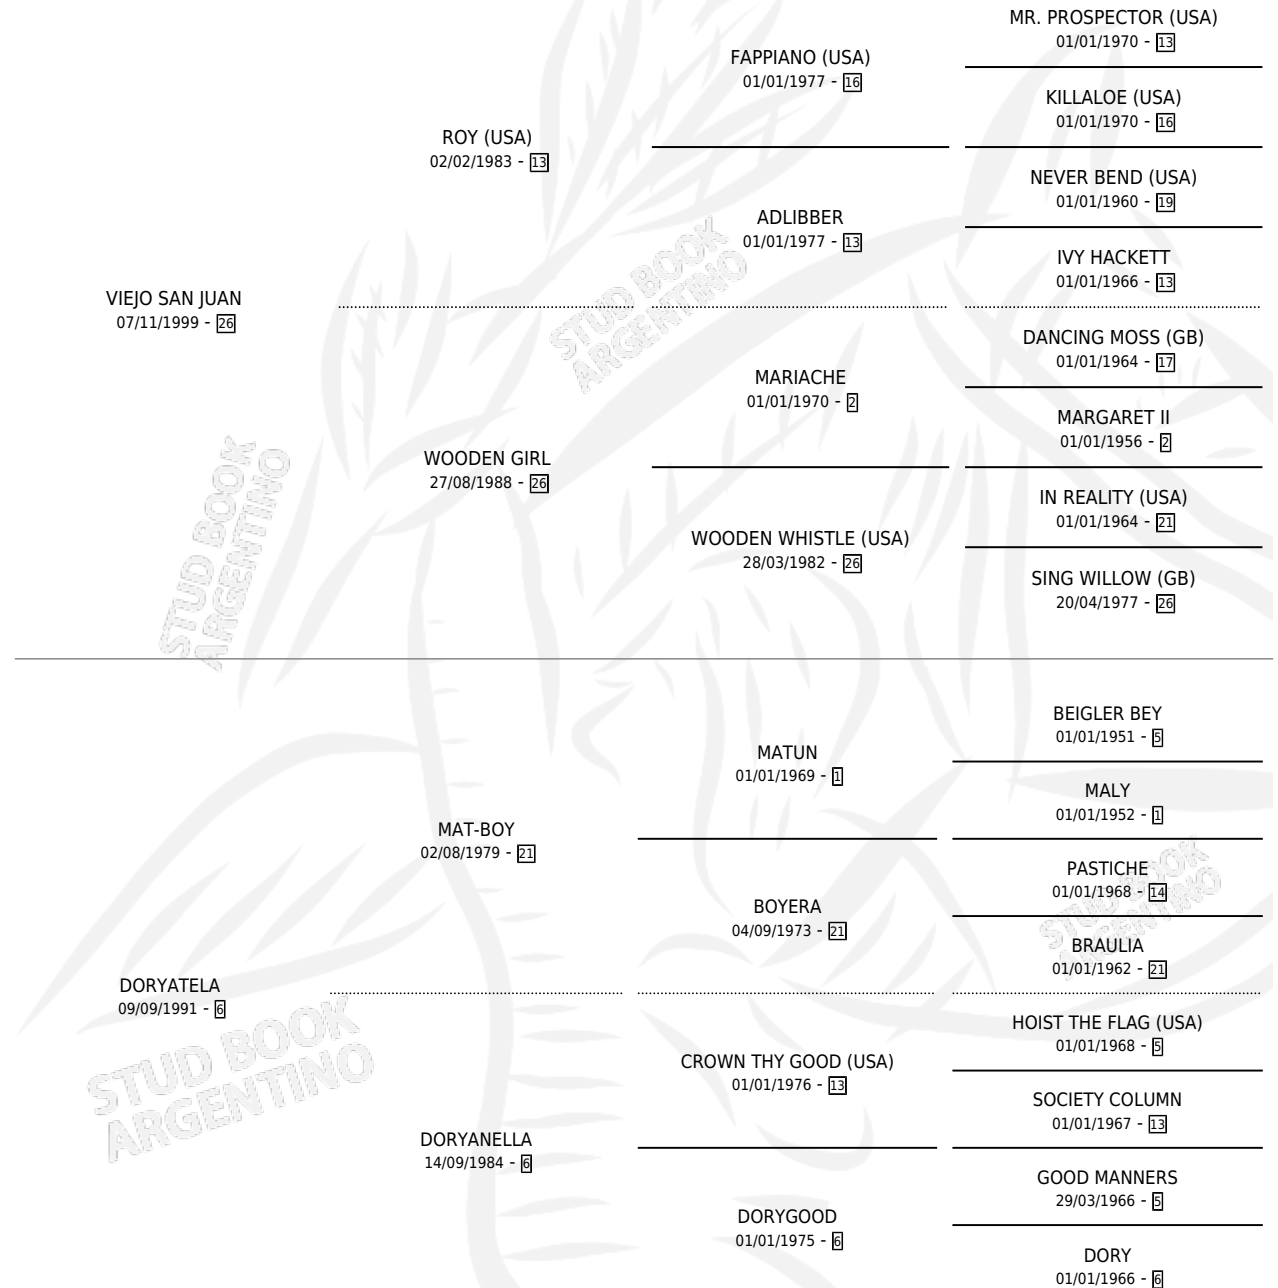 MR. PROSPECTOR (USA)
01/01/1970 - 13
FAPPIANO (USA)
01/01/1977 - 16
KILLALOE (USA)
01/01/1970 - 16
ROY (USA)
02/02/1983 - 13
NEVER BEND (USA)
01/01/1960 - 19
ADLIBBER
01/01/1977 - 13
IVY HACKETT
01/01/1966 - 13
VIEJO SAN JUAN
07/11/1999 - 26
STUD BOOK
ARGENTINO
DANCING MOSS (GB)
01/01/1964 - 17
MARIACHE
01/01/1970 - 2
MARGARET II
01/01/1956 - 2
WOODEN GIRL
27/08/1988 - 26
IN REALITY (USA)
01/01/1964 - 21
WOODEN WHISTLE (USA)
28/03/1982 - 26
SING WILLOW (GB)
20/04/1977 - 26
STUD BOOK
ARGENTINO
BEIGLER BEY
01/01/1951 - 5
MATUN
01/01/1969 - 1
MALY
01/01/1952 - 1
MAT-BOY
02/08/1979 - 21
PASTICHE
01/01/1968 - 14
BOYERA
04/09/1973 - 21
STUD BOOK
ARGENTINO
BRAULIA
01/01/1962 - 21
DORYATELA
09/09/1991 - 6
STUD BOOK
ARGENTINO
HOIST THE FLAG (USA)
01/01/1968 - 5
CROWN THY GOOD (USA)
01/01/1976 - 13
SOCIETY COLUMN
01/01/1967 - 13
DORYANELLA
14/09/1984 - 6
GOOD MANNERS
29/03/1966 - 5
DORYGOOD
01/01/1975 - 6
DORY
01/01/1966 - 6